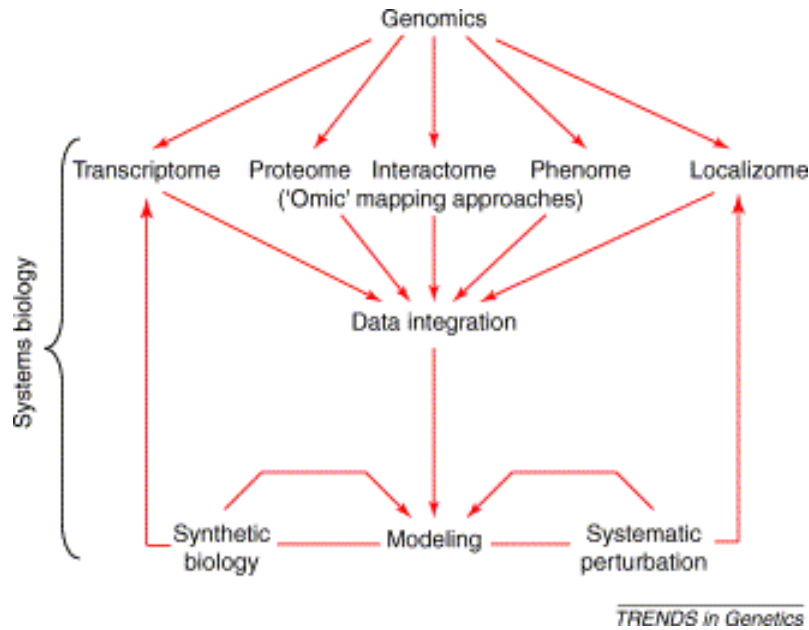 Genomics
Transcriptome Proteome Interactome Phenome Localizome
('Omic' mapping approaches)
Systems biology
Data integration
Synthetic
biology
Modeling
Systematic
perturbation
TRENDS in Genetics